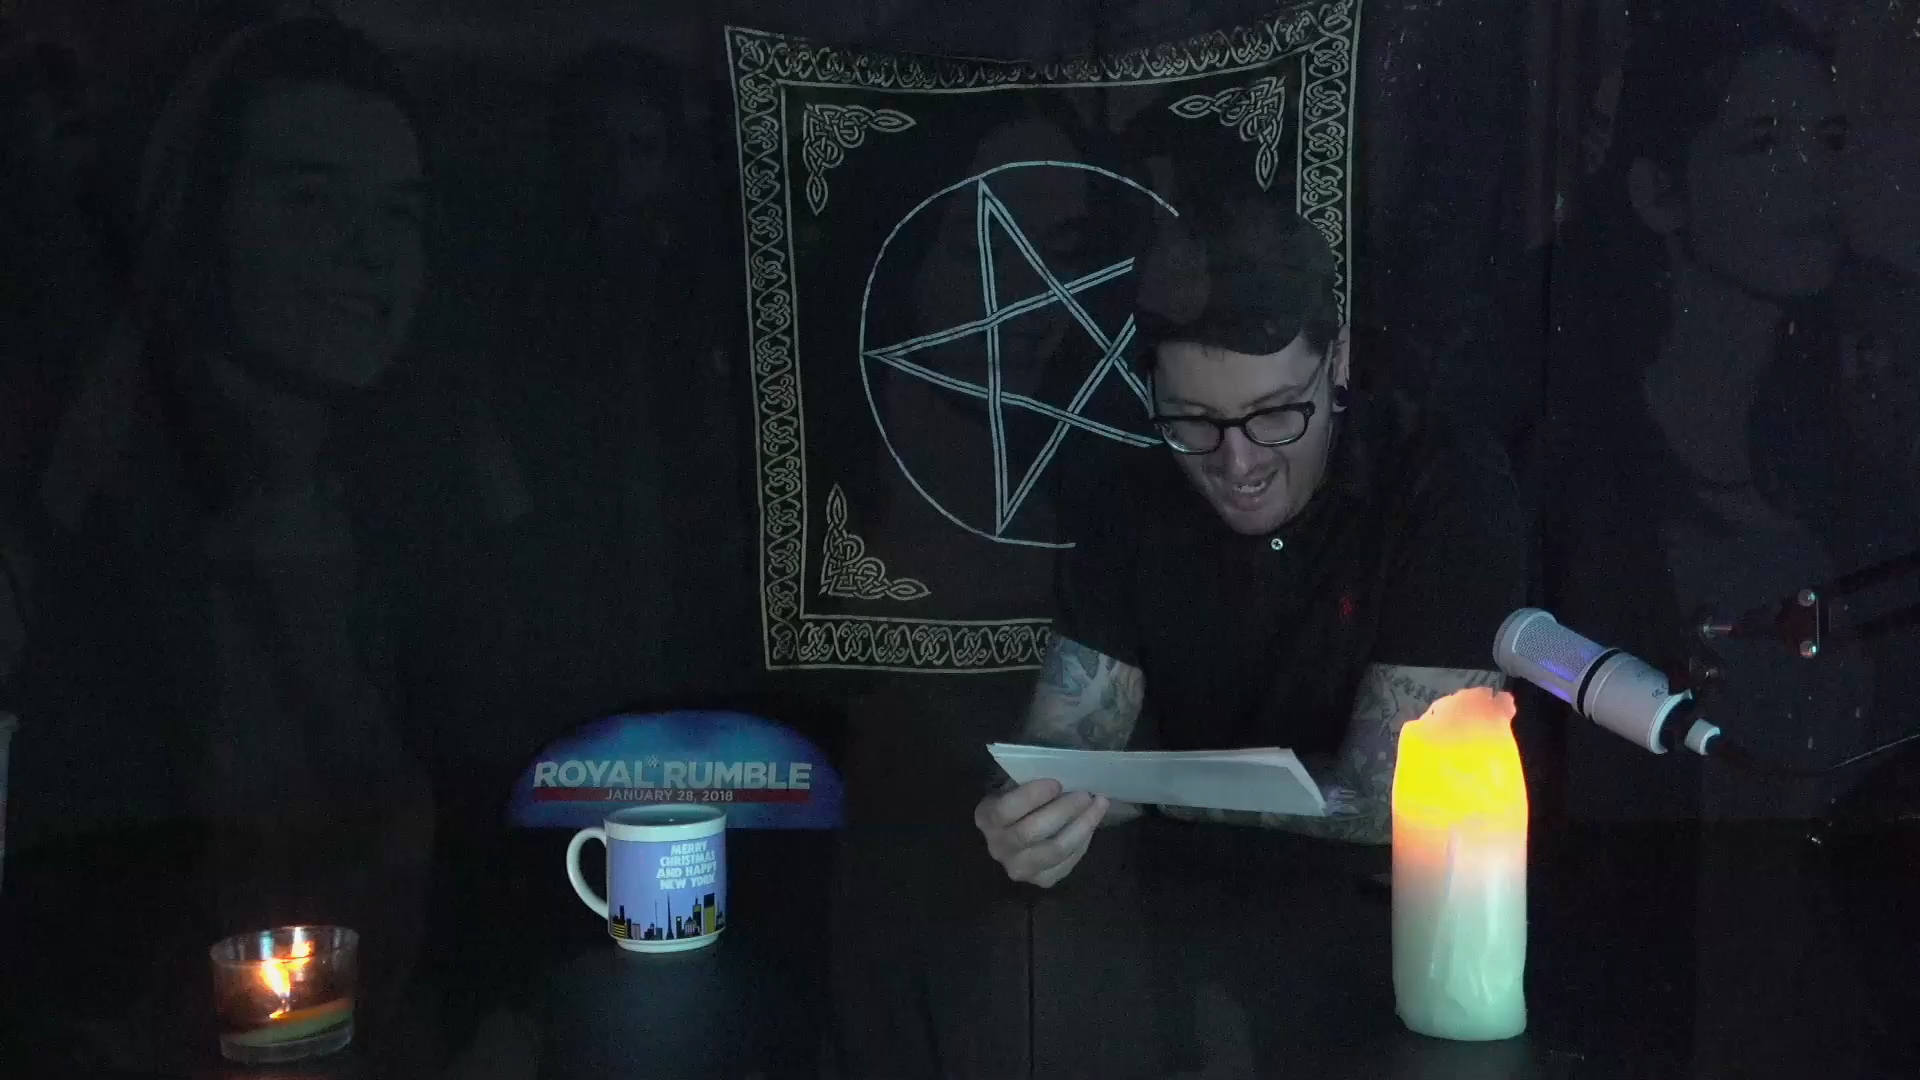 ROYAL RUMBLE
JANUARY 28, 2018
MERRY
CHRISTMAS
AND HAPPY
NEW YORK